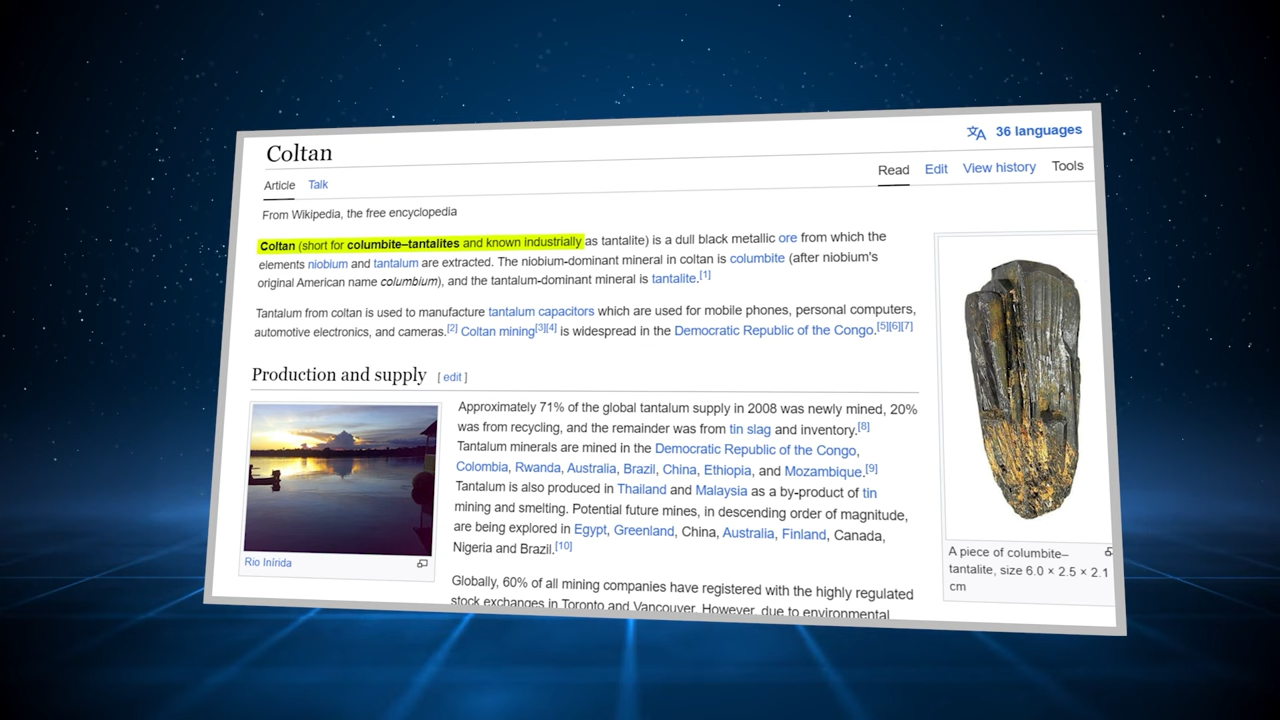 Coltan
36 languages
Article Talk
Read Edit View history Tools
From Wikipedia, the free encyclopedia
Coltan (short for columbite–tantalites and known industrially as tantalite) is a dull black metallic ore from which the
elements niobium and tantalum are extracted. The niobium-dominant mineral in coltan is columbite (after niobium's
original American name columbium), and the tantalum-dominant mineral is tantalite.[1]
Tantalum from coltan is used to manufacture tantalum capacitors which are used for mobile phones, personal computers,
automotive electronics, and cameras.[2] Coltan mining[3][4] is widespread in the Democratic Republic of the Congo.[5][6][7]
Production and supply [ edit ]
Approximately 71% of the global tantalum supply in 2008 was newly mined, 20%
was from recycling, and the remainder was from tin slag and inventory.[8]
Tantalum minerals are mined in the Democratic Republic of the Congo,
Colombia, Rwanda, Australia, Brazil, China, Ethiopia, and Mozambique.[9]
Tantalum is also produced in Thailand and Malaysia as a by-product of tin
mining and smelting. Potential future mines, in descending order of magnitude,
are being explored in Egypt, Greenland, China, Australia, Finland, Canada,
Nigeria and Brazil.[10]
Globally, 60% of all mining companies have registered with the highly regulated
stock exchanges in Toronto and Vancouver. However, due to environmental
Rio Inírida
A piece of columbite–
tantalite, size 6.0 × 2.5 × 2.1
cm